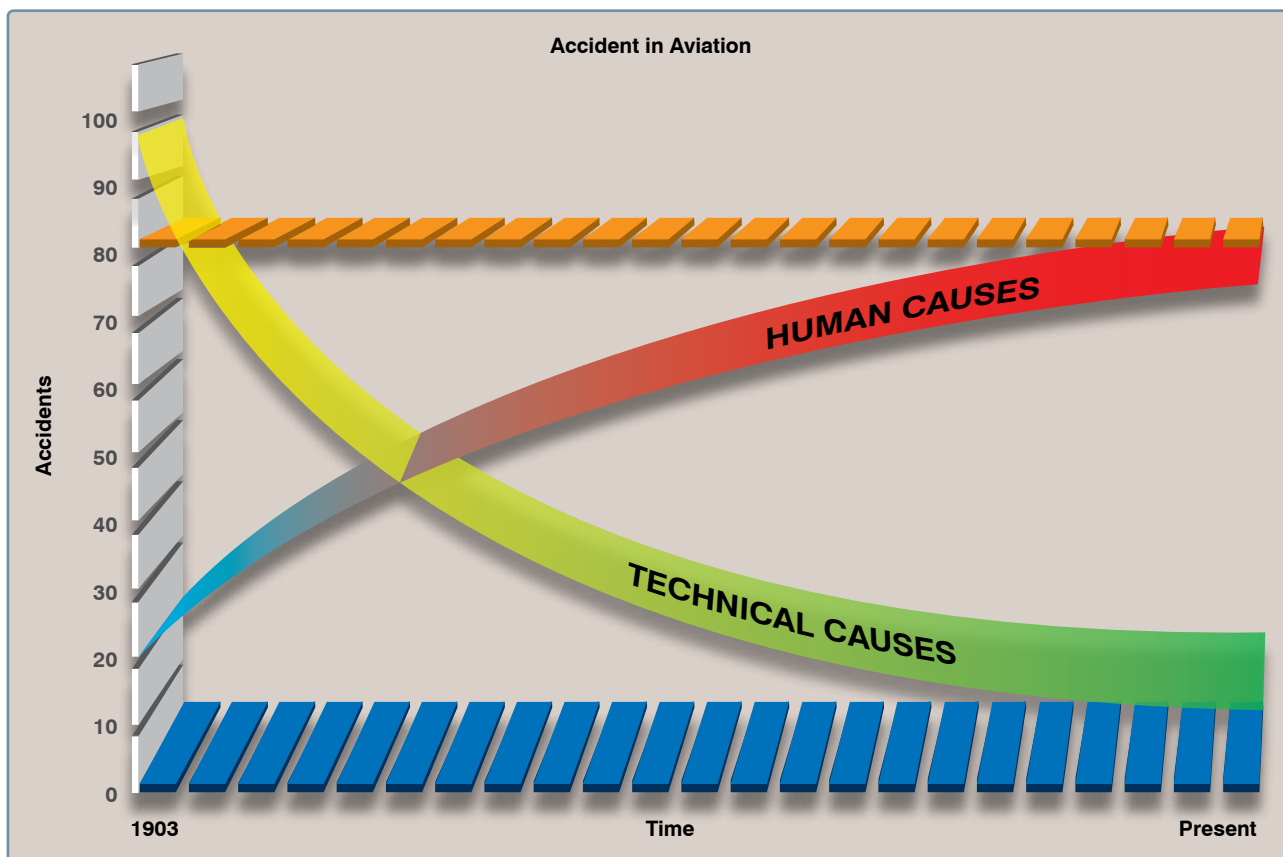 Accident in Aviation
100
90
80
70
60
50
40
30
20
10
0
Accidents
HUMAN CAUSES
TECHNICAL CAUSES
1903
Time
Present